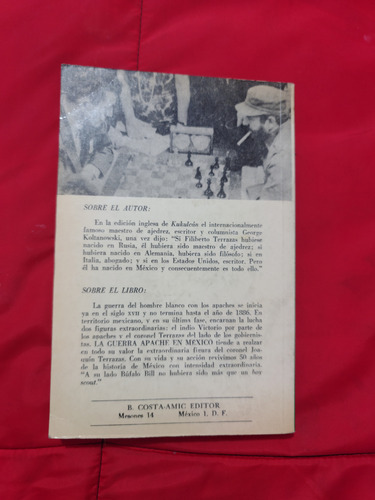 SOBRE EL AUTOR:
En la edición inglesa de Kukulcán el internacionalmente
famoso maestro de ajedrez, escritor y columnista George
Koltanowski, una vez dijo: "Si Filiberto Terrazas hubiese
nacido en Rusia, él hubiera sido maestro de ajedrez; si
hubiera nacido en Alemania, hubiera sido filósofo; si en
Italia, abogado; y si en los Estados Unidos, escritor. Pero
él ha nacido en México y consecuentemente es todo ello."
SOBRE EL LIBRO:
La guerra del hombre blanco con los apaches se inicia
ya en el siglo XVII y no termina hasta el año de 1886. En
territorio mexicano, y en su última fase, encarnan la lucha
dos figuras extraordinarias: el indio Victorio por parte de
los apaches y el coronel Terrazas del lado de los gobiernis-
tas. LA GUERRA APACHE EN MEXICO tiende a realzar
en todo su valor la extraordinaria figura del coronel Joa-
quín Terrazas. Con su vida y su acción revivimos 50 años
de la historia de México con intensidad extraordinaria.
"A su lado Búfalo Bill no hubiera sido más que un boy
scout."
B. COSTA-AMIC EDITOR
Mesones 14 México 1, D. F.